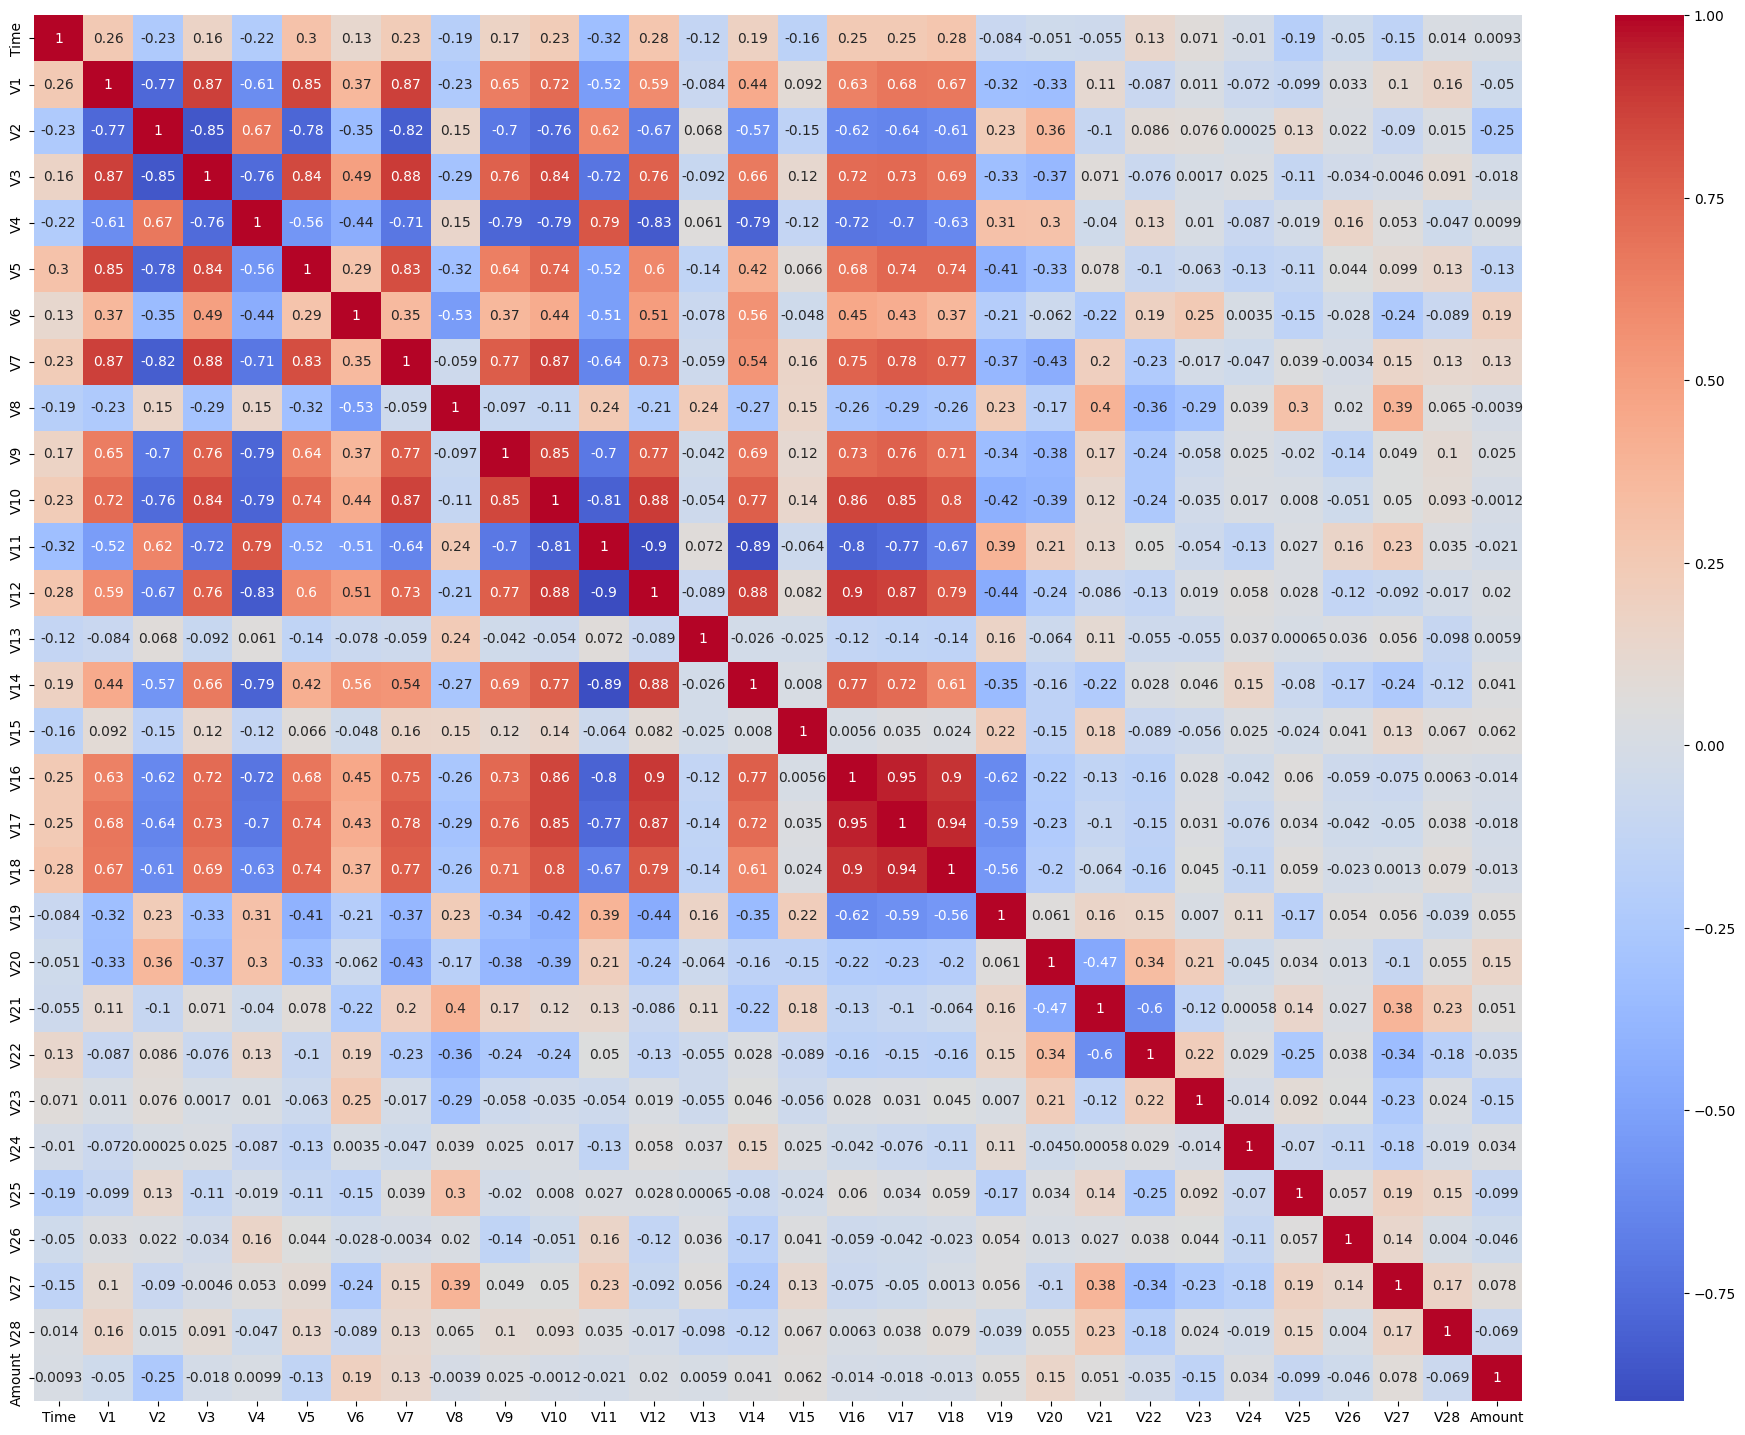 Time 1 0.26 -0.23 0.16 -0.22 0.3 0.13 0.23 -0.19 0.17 0.23 -0.32 0.28 -0.12 0.19 -0.16 0.25 0.25 0.28 -0.084 -0.051 -0.055 0.13 0.071 -0.01 -0.19 -0.05 -0.15 0.014 0.0093 1.00
V1 0.26 1 -0.77 0.87 -0.61 0.85 0.37 0.87 -0.23 0.65 0.72 -0.52 0.59 -0.084 0.44 0.092 0.63 0.68 0.67 -0.32 -0.33 0.11 -0.087 0.011 -0.072 -0.099 0.033 0.1 0.16 -0.05
V2 -0.23 -0.77 1 -0.85 0.67 -0.78 -0.35 -0.82 0.15 -0.7 -0.76 0.62 -0.67 0.068 -0.57 -0.15 -0.62 -0.64 -0.61 0.23 0.36 -0.1 0.086 0.076 0.00025 0.13 0.022 -0.09 0.015 -0.25
V3 0.16 0.87 -0.85 1 -0.76 0.84 0.49 0.88 -0.29 0.76 0.84 -0.72 0.76 -0.092 0.66 0.12 0.72 0.73 0.69 -0.33 -0.37 0.071 -0.076 0.0017 0.025 -0.11 -0.034 -0.0046 0.091 -0.018
0.75
V4 -0.22 -0.61 0.67 -0.76 1 -0.56 -0.44 -0.71 0.15 -0.79 -0.79 0.79 -0.83 0.061 -0.79 -0.12 -0.72 -0.7 -0.63 0.31 0.3 -0.04 0.13 0.01 -0.087 -0.019 0.16 0.053 -0.047 0.0099
V5 0.3 0.85 -0.78 0.84 -0.56 1 0.29 0.83 -0.32 0.64 0.74 -0.52 0.6 -0.14 0.42 0.066 0.68 0.74 0.74 -0.41 -0.33 0.078 -0.1 -0.063 -0.13 -0.11 0.044 0.099 0.13 -0.13
V6 0.13 0.37 -0.35 0.49 -0.44 0.29 1 0.35 -0.53 0.37 0.44 -0.51 0.51 -0.078 0.56 -0.048 0.45 0.43 0.37 -0.21 -0.062 -0.22 0.19 0.25 0.0035 -0.15 -0.028 -0.24 -0.089 0.19
V7 0.23 0.87 -0.82 0.88 -0.71 0.83 0.35 1 -0.059 0.77 0.87 -0.64 0.73 -0.059 0.54 0.16 0.75 0.78 0.77 -0.37 -0.43 0.2 -0.23 -0.017 -0.047 0.039 -0.0034 0.15 0.13 0.13
0.50
V8 -0.19 -0.23 0.15 -0.29 0.15 -0.32 -0.53 -0.059 1 -0.097 -0.11 0.24 -0.21 0.24 -0.27 0.15 -0.26 -0.29 -0.26 0.23 -0.17 0.4 -0.36 -0.29 0.039 0.3 0.02 0.39 0.065 -0.0039
V9 0.17 0.65 -0.7 0.76 -0.79 0.64 0.37 0.77 -0.097 1 0.85 -0.7 0.77 -0.042 0.69 0.12 0.73 0.76 0.71 -0.34 -0.38 0.17 -0.24 -0.058 0.025 -0.02 -0.14 0.049 0.1 0.025
V10 0.23 0.72 -0.76 0.84 -0.79 0.74 0.44 0.87 -0.11 0.85 1 -0.81 0.88 -0.054 0.77 0.14 0.86 0.85 0.8 -0.42 -0.39 0.12 -0.24 -0.035 0.017 0.008 -0.051 0.05 0.093 -0.0012
V11 -0.32 -0.52 0.62 -0.72 0.79 -0.52 -0.51 -0.64 0.24 -0.7 -0.81 1 -0.9 0.072 -0.89 -0.064 -0.8 -0.77 -0.67 0.39 0.21 0.13 0.05 -0.054 -0.13 0.027 0.16 0.23 0.035 -0.021
0.25
V12 0.28 0.59 -0.67 0.76 -0.83 0.6 0.51 0.73 -0.21 0.77 0.88 -0.9 1 -0.089 0.88 0.082 0.9 0.87 0.79 -0.44 -0.24 -0.086 -0.13 0.019 0.058 0.028 -0.12 -0.092 -0.017 0.02
V13 -0.12 -0.084 0.068 -0.092 0.061 -0.14 -0.078 -0.059 0.24 -0.042 -0.054 0.072 -0.089 1 -0.026 -0.025 -0.12 -0.14 -0.14 0.16 -0.064 0.11 -0.055 -0.055 0.037 0.00065 0.036 0.056 -0.098 0.0059
V14 0.19 0.44 -0.57 0.66 -0.79 0.42 0.56 0.54 -0.27 0.69 0.77 -0.89 0.88 -0.026 1 0.008 0.77 0.72 0.61 -0.35 -0.16 -0.22 0.028 0.046 0.15 -0.08 -0.17 -0.24 -0.12 0.041
V15 -0.16 0.092 -0.15 0.12 -0.12 0.066 -0.048 0.16 0.15 0.12 0.14 -0.064 0.082 -0.025 0.008 1 0.0056 0.035 0.024 0.22 -0.15 0.18 -0.089 -0.056 0.025 -0.024 0.041 0.13 0.067 0.062
0.00
V16 0.25 0.63 -0.62 0.72 -0.72 0.68 0.45 0.75 -0.26 0.73 0.86 -0.8 0.9 -0.12 0.77 0.0056 1 0.95 0.9 -0.62 -0.22 -0.13 -0.16 0.028 -0.042 0.06 -0.059 -0.075 0.0063 -0.014
V17 0.25 0.68 -0.64 0.73 -0.7 0.74 0.43 0.78 -0.29 0.76 0.85 -0.77 0.87 -0.14 0.72 0.035 0.95 1 0.94 -0.59 -0.23 -0.1 -0.15 0.031 -0.076 0.034 -0.042 -0.05 0.038 -0.018
V18 0.28 0.67 -0.61 0.69 -0.63 0.74 0.37 0.77 -0.26 0.71 0.8 -0.67 0.79 -0.14 0.61 0.024 0.9 0.94 1 -0.56 -0.2 -0.064 -0.16 0.045 -0.11 0.059 -0.023 0.0013 0.079 -0.013
V19 -0.084 -0.32 0.23 -0.33 0.31 -0.41 -0.21 -0.37 0.23 -0.34 -0.42 0.39 -0.44 0.16 -0.35 0.22 -0.62 -0.59 -0.56 1 0.061 0.16 0.15 0.007 0.11 -0.17 0.054 0.056 -0.039 0.055
−0.25
V20 -0.051 -0.33 0.36 -0.37 0.3 -0.33 -0.062 -0.43 -0.17 -0.38 -0.39 0.21 -0.24 -0.064 -0.16 -0.15 -0.22 -0.23 -0.2 0.061 1 -0.47 0.34 0.21 -0.045 0.034 0.013 -0.1 0.055 0.15
V21 -0.055 0.11 -0.1 0.071 -0.04 0.078 -0.22 0.2 0.4 0.17 0.12 0.13 -0.086 0.11 -0.22 0.18 -0.13 -0.1 -0.064 0.16 -0.47 1 -0.6 -0.12 0.00058 0.14 0.027 0.38 0.23 0.051
V22 0.13 -0.087 0.086 -0.076 0.13 -0.1 0.19 -0.23 -0.36 -0.24 -0.24 0.05 -0.13 -0.055 0.028 -0.089 -0.16 -0.15 -0.16 0.15 0.34 -0.6 1 0.22 0.029 -0.25 0.038 -0.34 -0.18 -0.035
V23 0.071 0.011 0.076 0.0017 0.01 -0.063 0.25 -0.017 -0.29 -0.058 -0.035 -0.054 0.019 -0.055 0.046 -0.056 0.028 0.031 0.045 0.007 0.21 -0.12 0.22 1 -0.014 0.092 0.044 -0.23 0.024 -0.15
−0.50
V24 -0.01 -0.072 0.00025 0.025 -0.087 -0.13 0.0035 -0.047 0.039 0.025 0.017 -0.13 0.058 0.037 0.15 0.025 -0.042 -0.076 -0.11 0.11 -0.045 0.00058 0.029 -0.014 1 -0.07 -0.11 -0.18 -0.019 0.034
V25 -0.19 -0.099 0.13 -0.11 -0.019 -0.11 -0.15 0.039 0.3 -0.02 0.008 0.027 0.028 0.00065 -0.08 -0.024 0.06 0.034 0.059 -0.17 0.034 0.14 -0.25 0.092 -0.07 1 0.057 0.19 0.15 -0.099
V26 -0.05 0.033 0.022 -0.034 0.16 0.044 -0.028 -0.0034 0.02 -0.14 -0.051 0.16 -0.12 0.036 -0.17 0.041 -0.059 -0.042 -0.023 0.054 0.013 0.027 0.038 0.044 -0.11 0.057 1 0.14 0.004 -0.046
V27 -0.15 0.1 -0.09 -0.0046 0.053 0.099 -0.24 0.15 0.39 0.049 0.05 0.23 -0.092 0.056 -0.24 0.13 -0.075 -0.05 0.0013 0.056 -0.1 0.38 -0.34 -0.23 -0.18 0.19 0.14 1 0.17 0.078
−0.75
V28 0.014 0.16 0.015 0.091 -0.047 0.13 -0.089 0.13 0.065 0.1 0.093 0.035 -0.017 -0.098 -0.12 0.067 0.0063 0.038 0.079 -0.039 0.055 0.23 -0.18 0.024 -0.019 0.15 0.004 0.17 1 -0.069
Amount 0.0093 -0.05 -0.25 -0.018 0.0099 -0.13 0.19 0.13 -0.0039 0.025 -0.0012 -0.021 0.02 0.0059 0.041 0.062 -0.014 -0.018 -0.013 0.055 0.15 0.051 -0.035 -0.15 0.034 -0.099 -0.046 0.078 -0.069 1
Time V1 V2 V3 V4 V5 V6 V7 V8 V9 V10 V11 V12 V13 V14 V15 V16 V17 V18 V19 V20 V21 V22 V23 V24 V25 V26 V27 V28 Amount